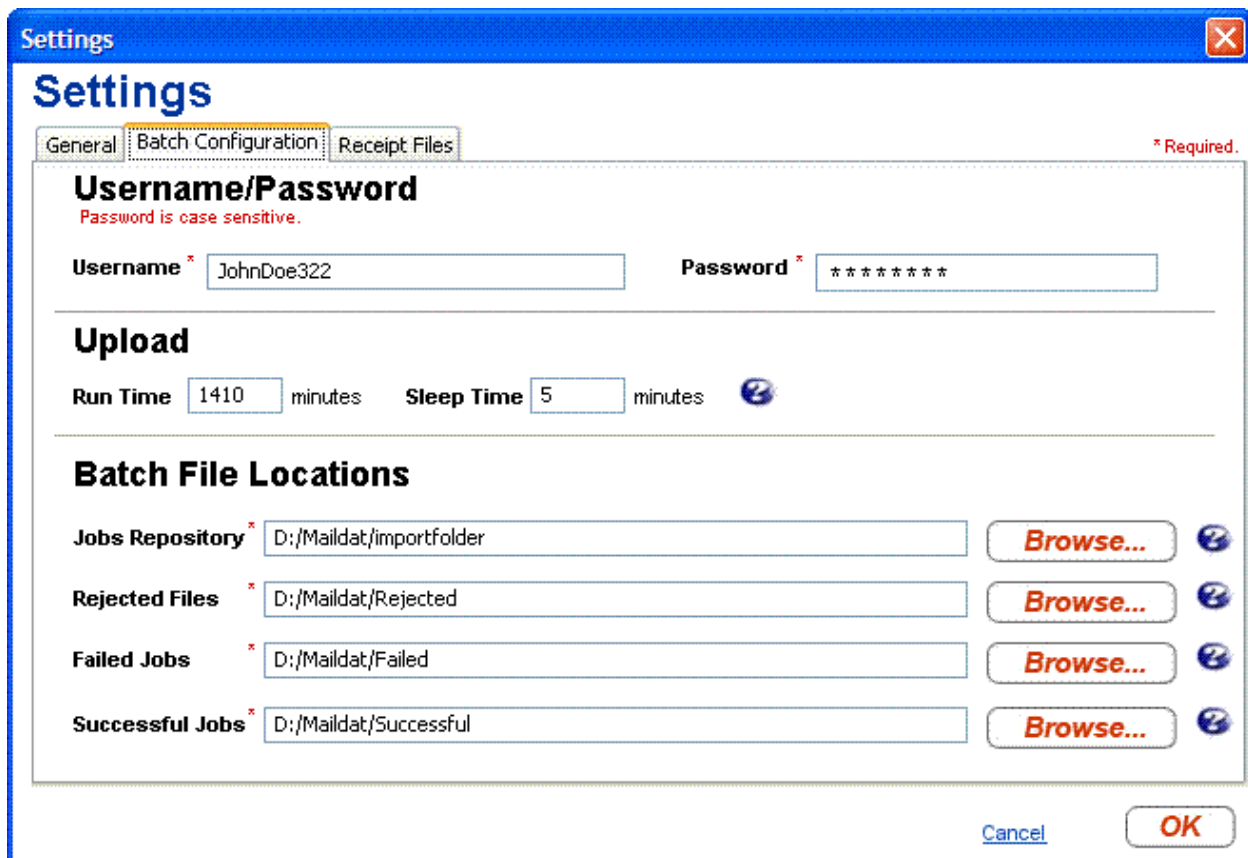 Settings
Settings
General Batch Configuration Receipt Files * Required.
Username/Password
Password is case sensitive.
Username * JohnDoe322 Password * ********
Upload
Run Time 1410 minutes Sleep Time 5 minutes ?
Batch File Locations
Jobs Repository * D:/Maildat/importfolder Browse... ?
Rejected Files * D:/Maildat/Rejected Browse... ?
Failed Jobs * D:/Maildat/Failed Browse... ?
Successful Jobs * D:/Maildat/Successful Browse... ?
Cancel OK